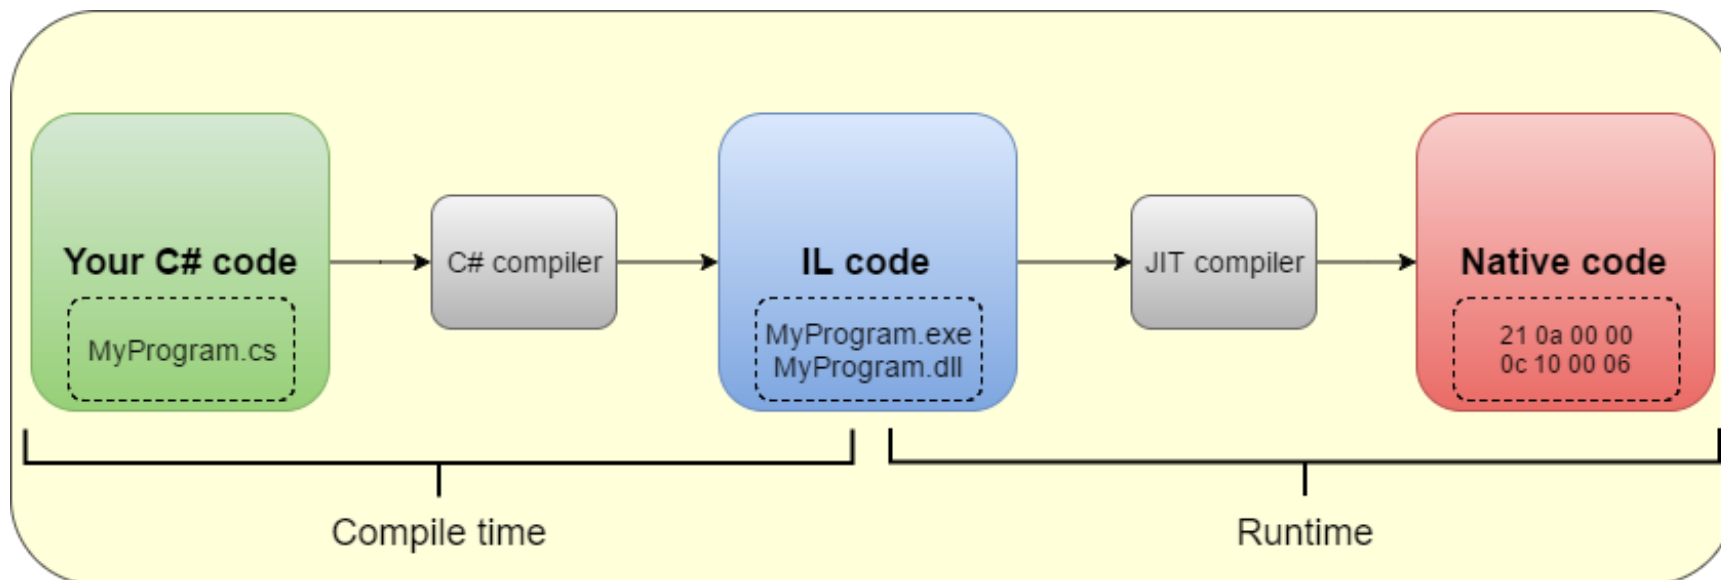 Your C# code
MyProgram.cs
C# compiler
IL code
MyProgram.exe
MyProgram.dll
JIT compiler
Native code
21 0a 00 00
0c 10 00 06
Compile time
Runtime